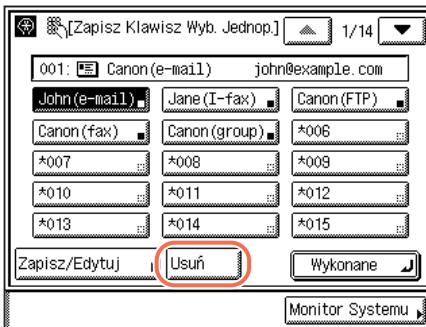 [Zapisz Klawisz Wyb. Jednop.] 1/14
001: Canon(e-mail) john@example.com
John(e-mail) Jane(I-fax) Canon(FTP)
Canon(fax) Canon(group) *006
*007 *008 *009
*010 *011 *012
*013 *014 *015
Zapisz/Edytuj Usuń Wykonane
Monitor Systemu